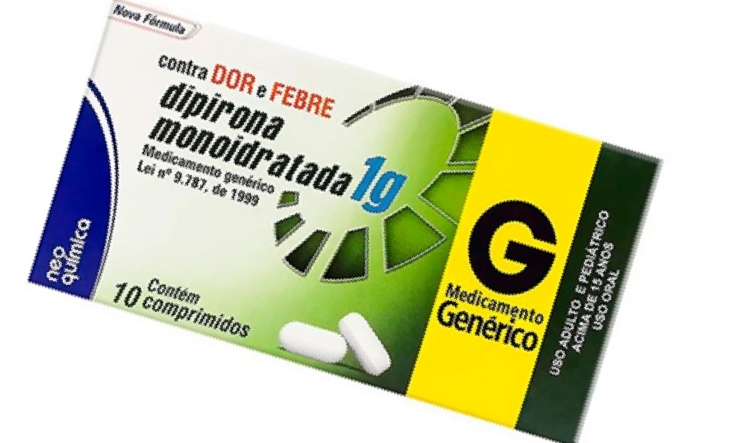 Nova Fórmula
contra DOR e FEBRE
dipirona
monoidratada 1g
Medicamento genérico
Lei nº 9.787, de 1999
neo
química
Contém
10 comprimidos
G
Medicamento
Genérico
USO ADULTO E PEDIÁTRICO
ACIMA DE 15 ANOS
USO ORAL